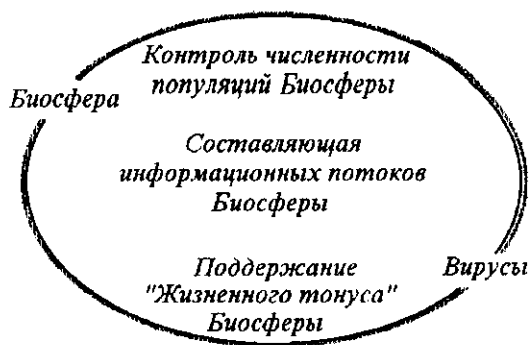 Контроль численности
популяций Биосферы
Биосфера
Составляющая
информационных потоков
Биосферы
Поддержание
"Жизненного тонуса"
Биосферы
Вирусы